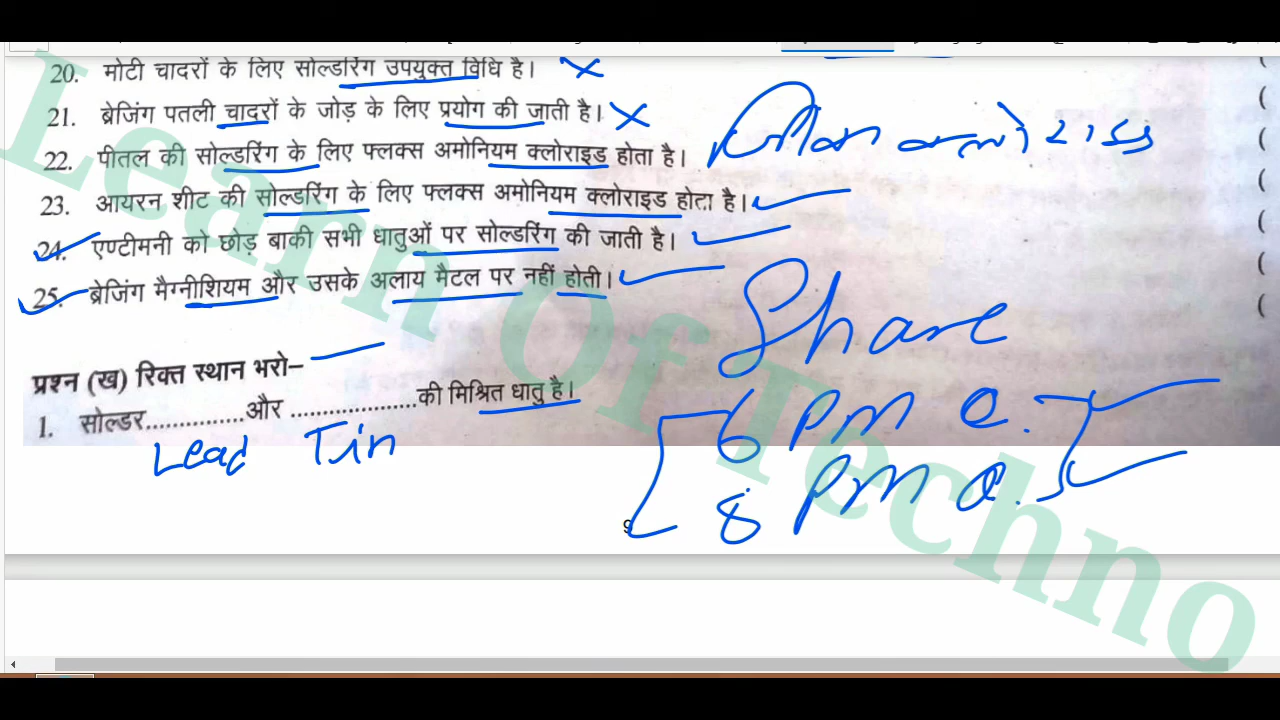 20. मोटी चादरों के लिए सोल्डरिंग उपयुक्त विधि है।
21. ब्रेजिंग पतली चादरों के जोड़ के लिए प्रयोग की जाती है।
22. पीतल की सोल्डरिंग के लिए फ्लक्स अमोनियम क्लोराइड होता है।
23. आयरन शीट की सोल्डरिंग के लिए फ्लक्स अमोनियम क्लोराइड होता है।
24. एण्टीमनी को छोड़ बाकी सभी धातुओं पर सोल्डरिंग की जाती है।
25. ब्रेजिंग मैग्नीशियम और उसके अलाय मैटल पर नहीं होती।
Share
प्रश्न (ख) रिक्त स्थान भरो–
1. सोल्डर...............और ....................की मिश्रित धातु है।
Lead Tin
6 PM
8 PM
9
Learn Of Techno